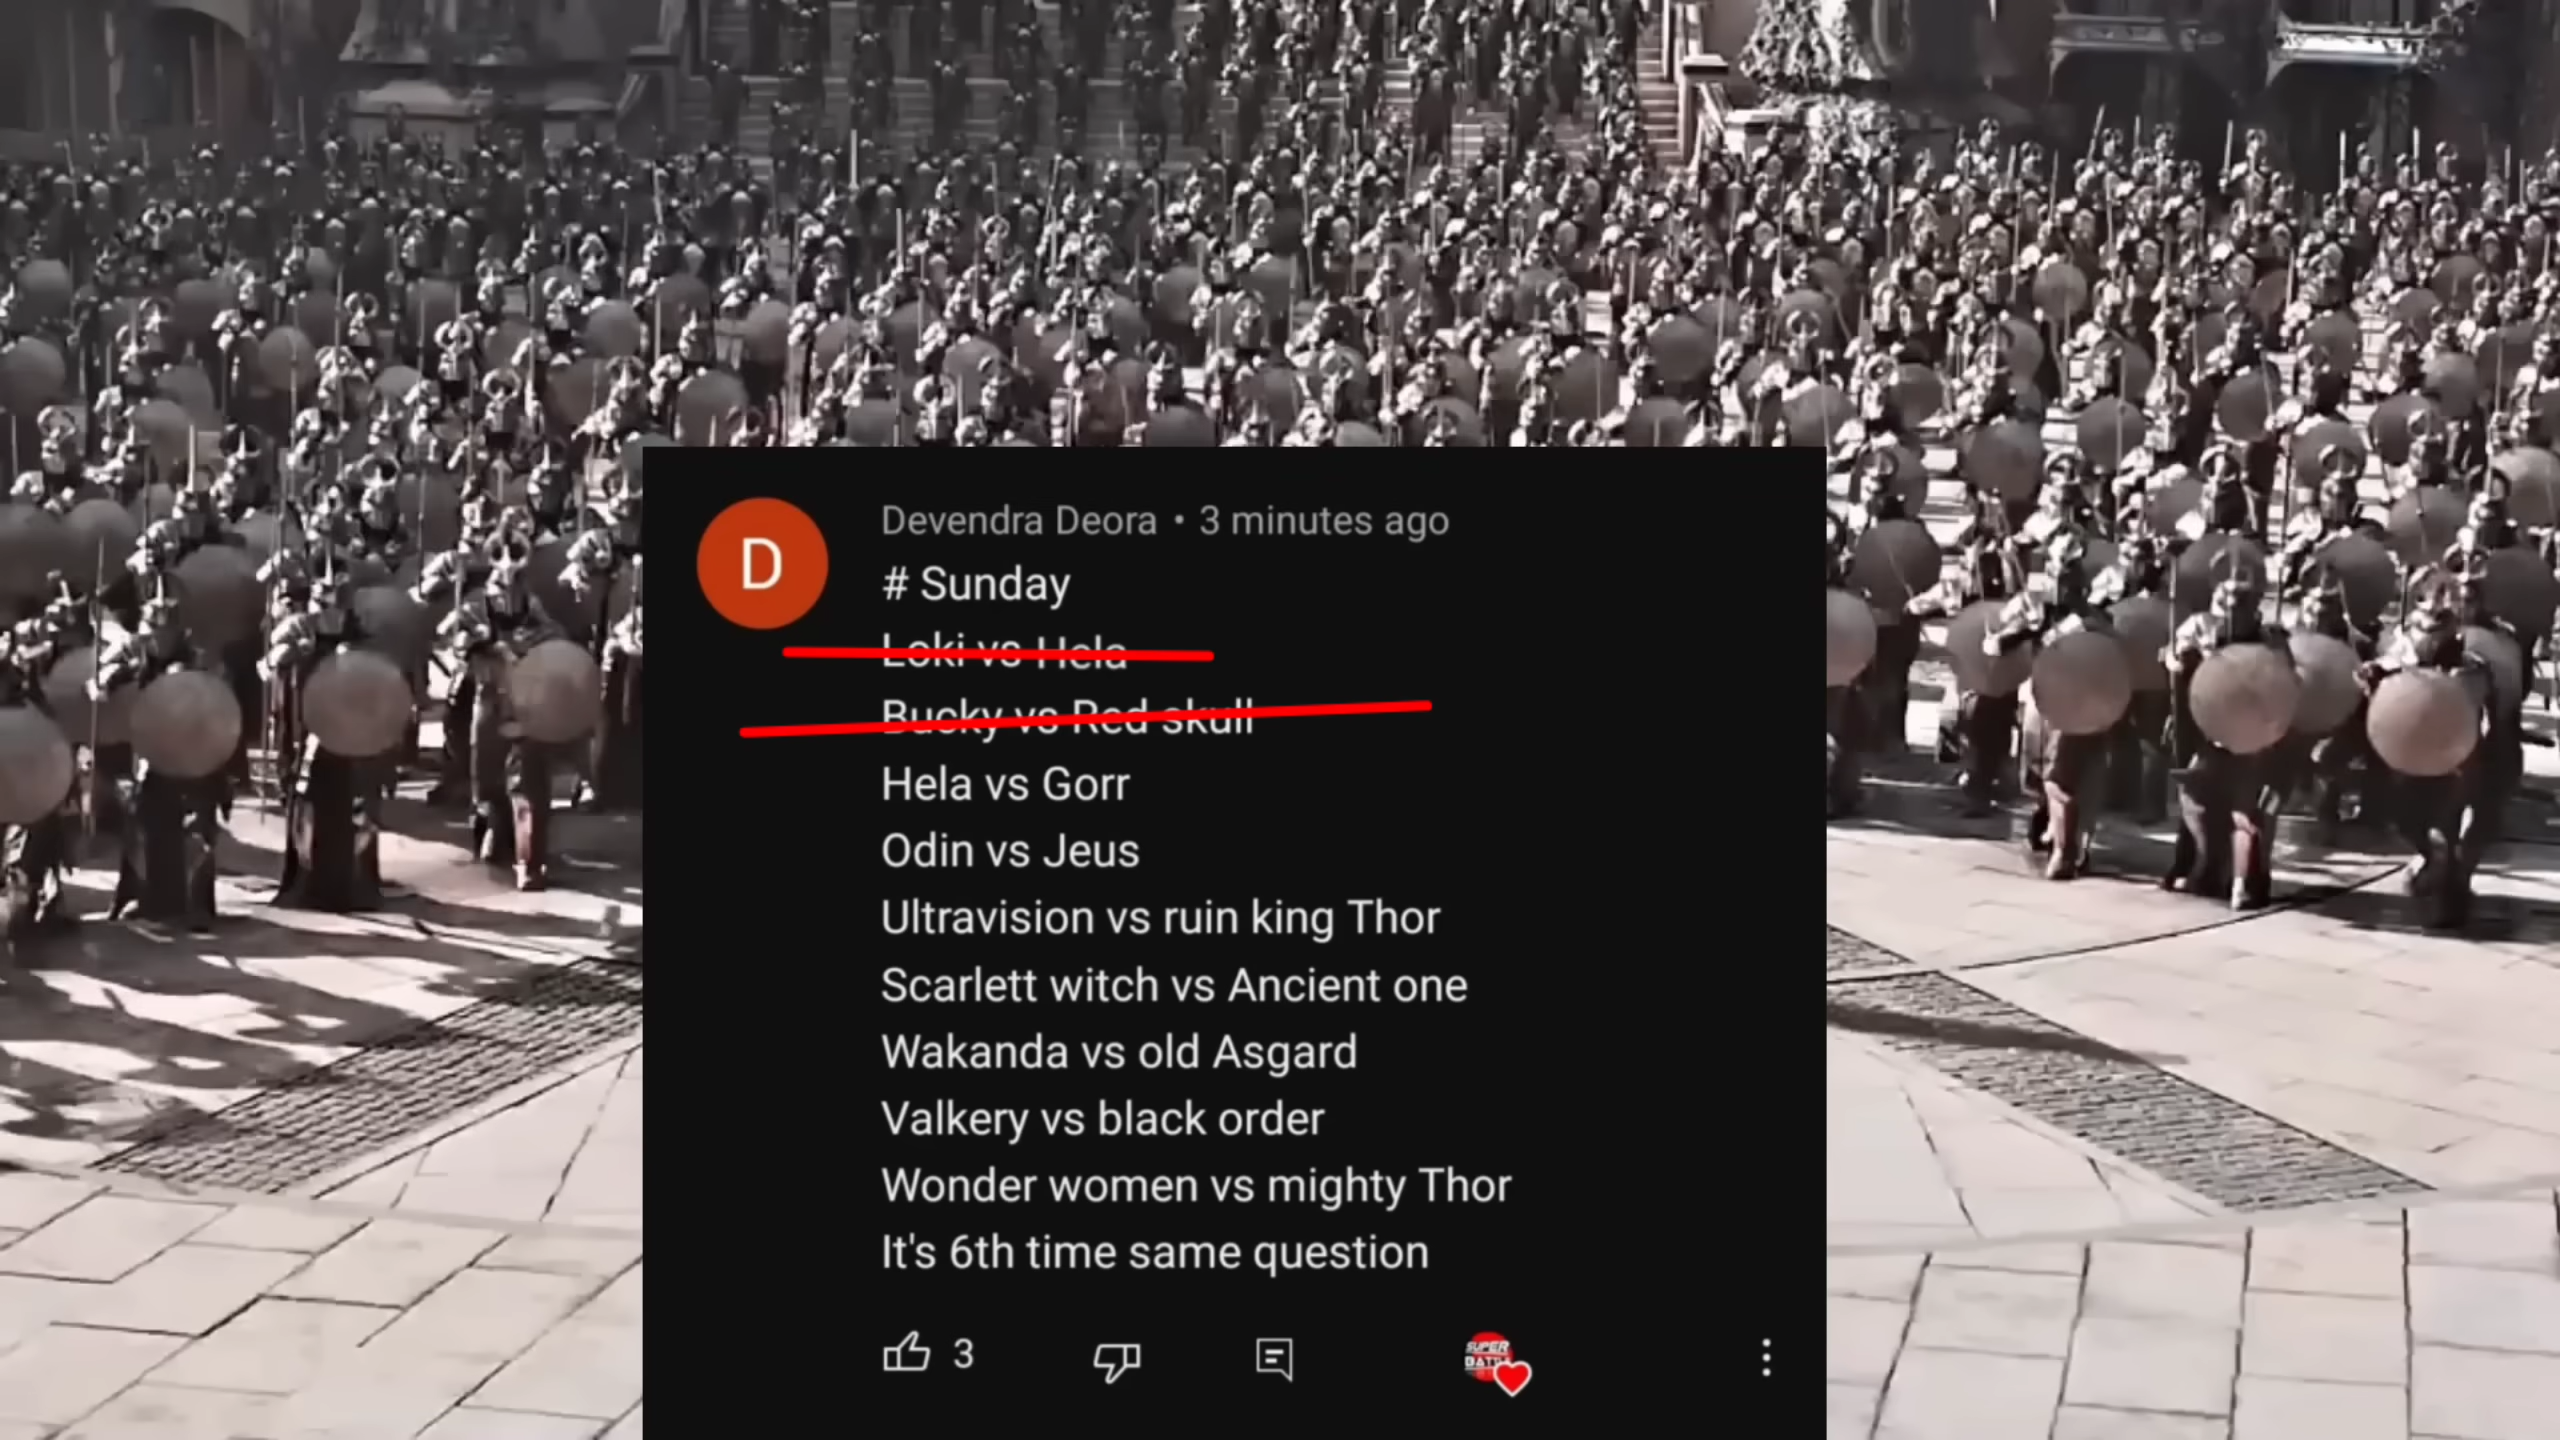 D
Devendra Deora • 3 minutes ago
# Sunday
Loki vs Hela
Bucky vs Red skull
Hela vs Gorr
Odin vs Jeus
Ultravision vs ruin king Thor
Scarlett witch vs Ancient one
Wakanda vs old Asgard
Valkery vs black order
Wonder women vs mighty Thor
It's 6th time same question
3
SUPER
BATTLE